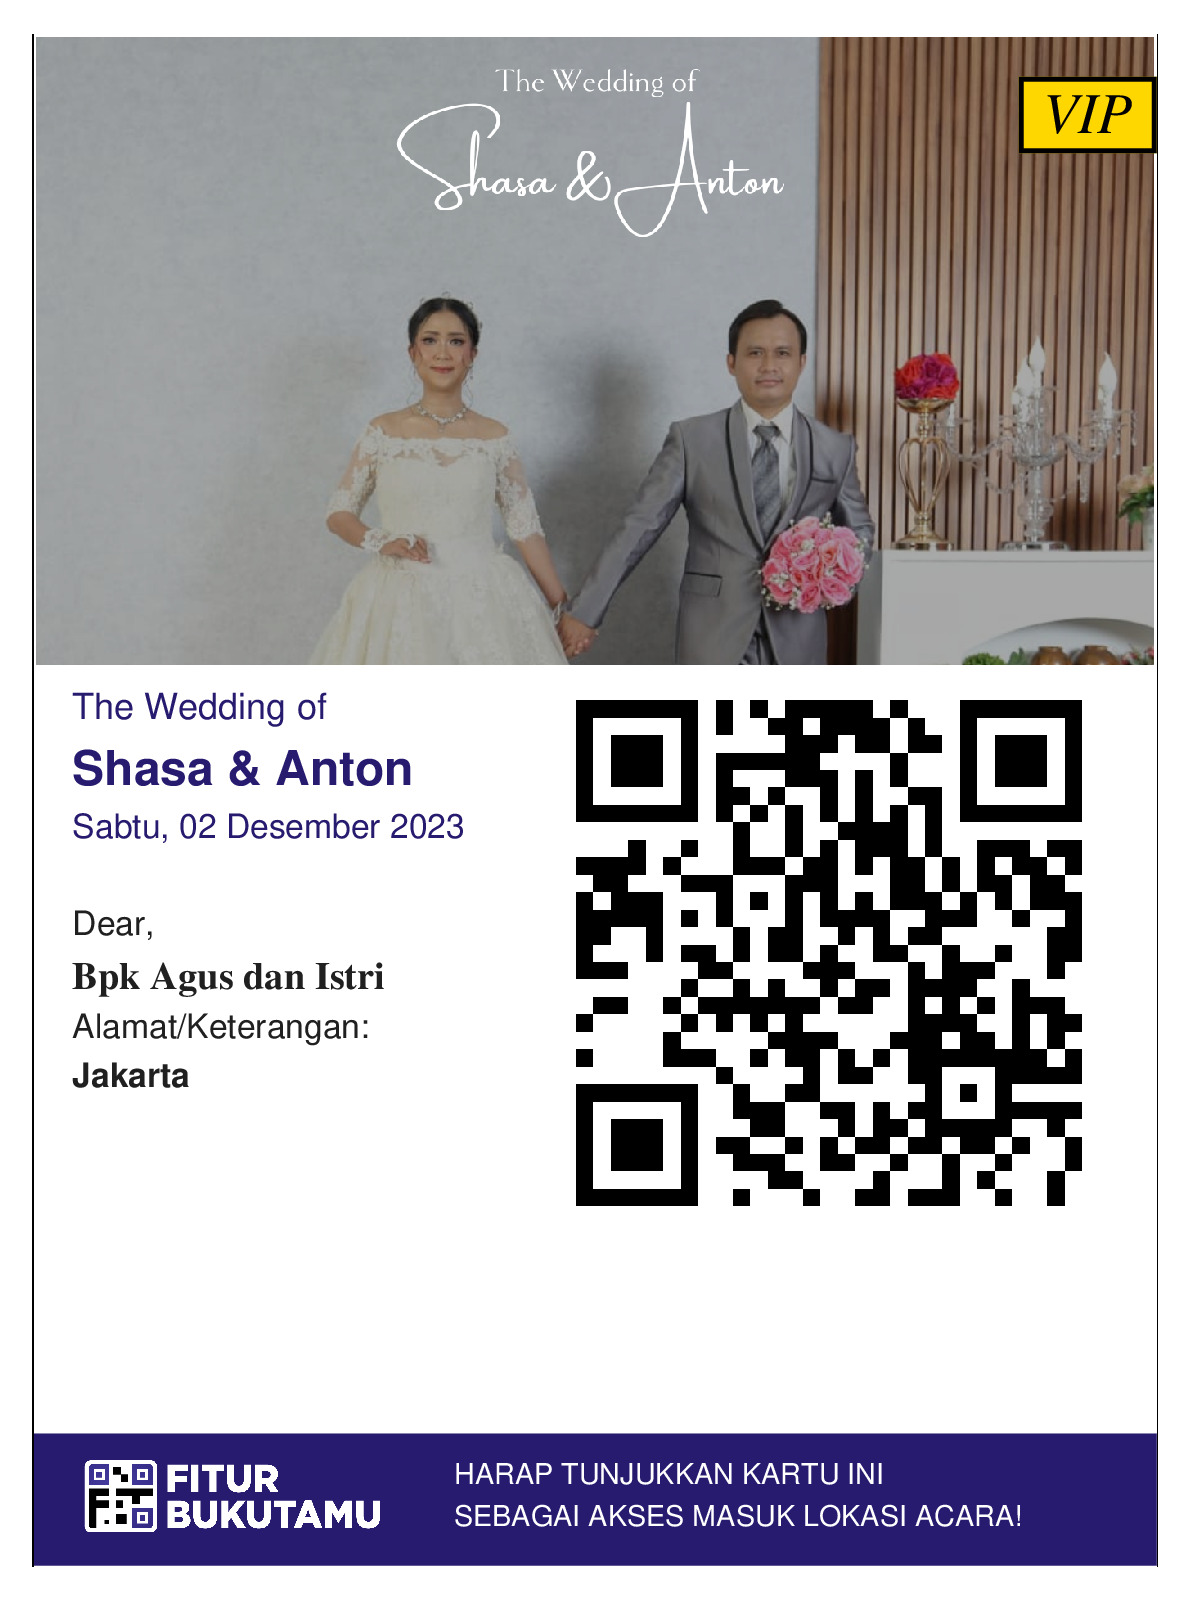 The Wedding of
Shasa & Anton
VIP
The Wedding of
Shasa & Anton
Sabtu, 02 Desember 2023
Dear,
Bpk Agus dan Istri
Alamat/Keterangan:
Jakarta
FITUR
BUKUTAMU
HARAP TUNJUKKAN KARTU INI
SEBAGAI AKSES MASUK LOKASI ACARA!